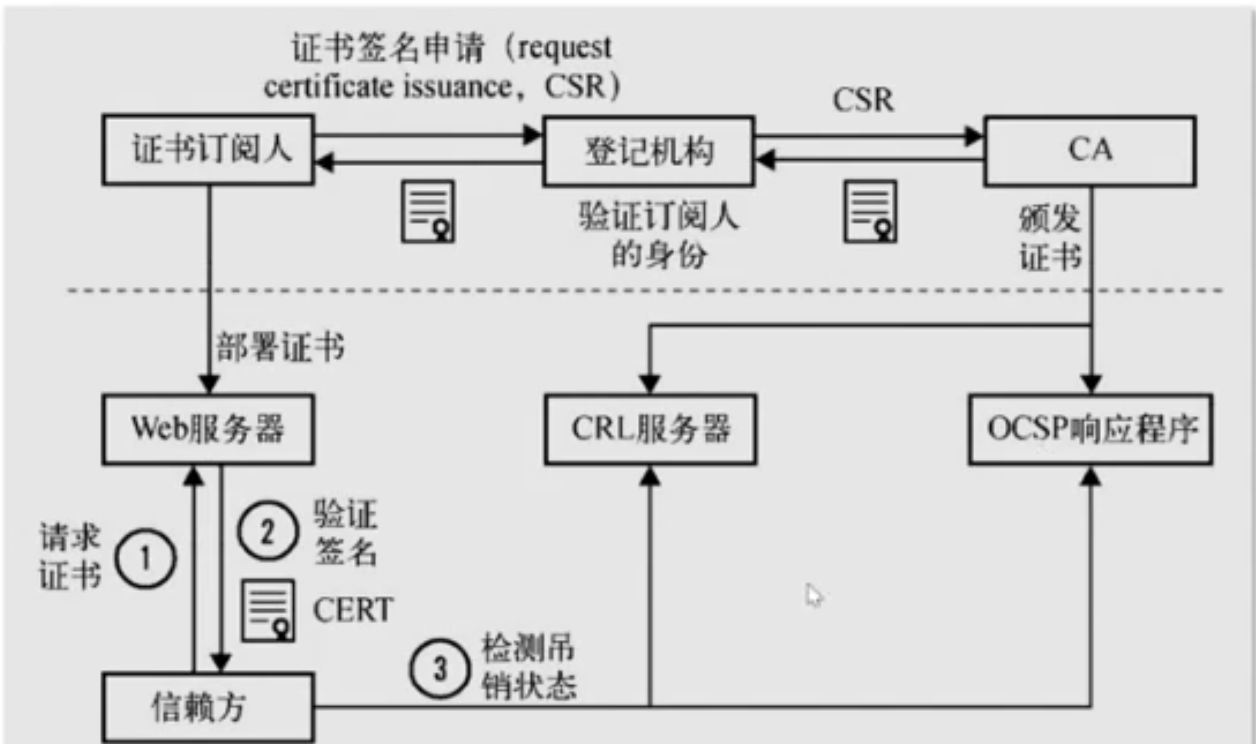 证书签名申请（request
certificate issuance，CSR）
CSR
证书订阅人
登记机构
CA
验证订阅人
的身份
颁发
证书
部署证书
Web服务器
CRL服务器
OCSP响应程序
请求
证书
1
2
验证
签名
CERT
3
检测吊
销状态
信赖方